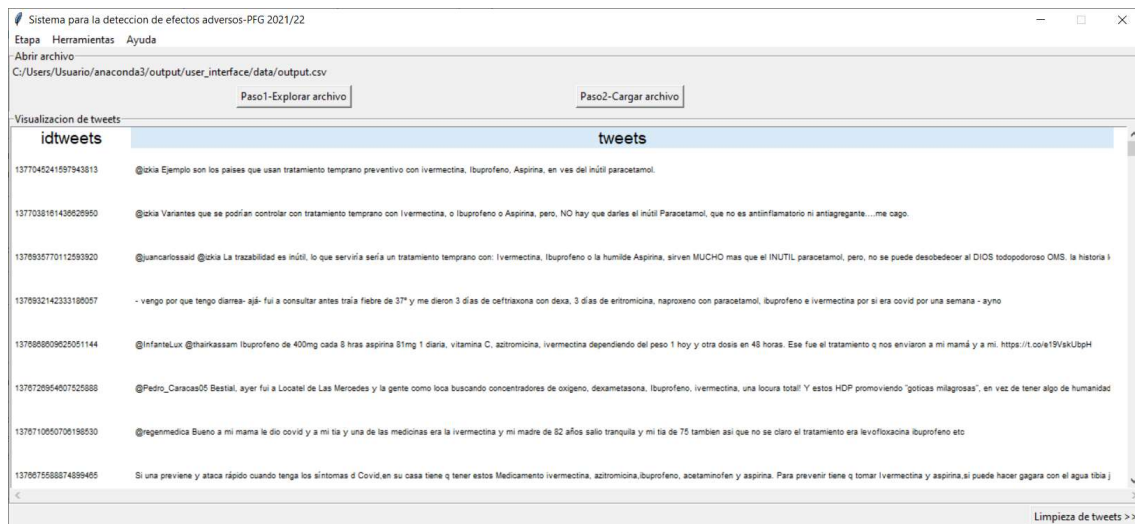 Sistema para la deteccion de efectos adversos-PFG 2021/22
Etapa Herramientas Ayuda
Abrir archivo
C:/Users/Usuario/anaconda3/output/user_interface/data/output.csv
Paso1-Explorar archivo Paso2-Cargar archivo
Visualizacion de tweets
idtweets tweets
1377045241597943813 @izkia Ejemplo son los paises que usan tratamiento temprano preventivo con ivermectina, Ibuprofeno, Aspirina, en ves del inútil paracetamol.
1377038161436626950 @izkia Variantes que se podrían controlar con tratamiento temprano con Ivermectina, o Ibuprofeno o Aspirina, pero, NO hay que darles el inútil Paracetamol, que no es antiinflamatorio ni antiagregante....me cago.
1376935770112593920 @juancarlossaid @izkia La trazabilidad es inútil, lo que serviría sería un tratamiento temprano con: Ivermectina, Ibuprofeno o la humilde Aspirina, sirven MUCHO mas que el INUTIL paracetamol, pero, no se puede desobedecer al DIOS todopoderoso OMS. la historia
1376932142333186057 - vengo por que tengo diarrea- ajá- fui a consultar antes traía fiebre de 37° y me dieron 3 días de ceftriaxona con dexa, 3 días de eritromicina, naproxeno con paracetamol, ibuprofeno e ivermectina por si era covid por una semana - ayno
1376868609625051144 @InfanteLux @thairkassam Ibuprofeno de 400mg cada 8 hras aspirina 81mg 1 diaria, vitamina C, azitromicina, ivermectina dependiendo del peso 1 hoy y otra dosis en 48 horas. Ese fue el tratamiento q nos enviaron a mi mamá y a mi. https://t.co/e19VskUbpH
1376726954607525888 @Pedro_Caracas05 Bestial, ayer fui a Locatel de Las Mercedes y la gente como loca buscando concentradores de oxigeno, dexametasona, Ibuprofeno, ivermectina, una locura total! Y estos HDP promoviendo "goticas milagrosas", en vez de tener algo de humanidad
1376710650706198530 @regenmedica Bueno a mi mama le dio covid y a mi tia y una de las medicinas era la ivermectina y mi madre de 82 años salio tranquila y mi tia de 75 tambien asi que no se claro el tratamiento era levofloxacina ibuprofeno etc
1376675588874899465 Si una previene y ataca rápido cuando tenga los síntomas d Covid,en su casa tiene q tener estos Medicamento ivermectina, azitromicina,ibuprofeno, acetaminofen y aspirina. Para prevenir tiene q tomar Ivermectina y aspirina,si puede hacer gagara con el agua tibia
Limpieza de tweets >>